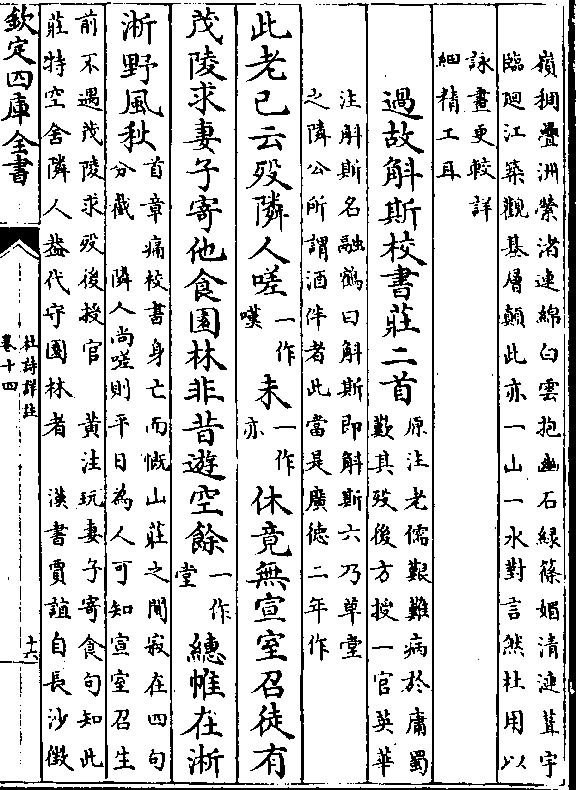 嶺稠疊洲縈渚連綿白雲抱幽石緑篠媚清漣葺宇
臨廻江築觀基層巔此亦一山一水對言然杜用以
詠畫更較詳
細精工耳
過故斛斯校書莊二首
原注老儒艱難病於庸蜀
歎其歿後方授一官英華
注斛斯名融鶴曰斛斯即斛斯六乃草堂
之隣公所謂酒伴者此當是廣德二年作
此老已云殁隣人嗟
一作
嘆
未
一作
亦
休竟無宣室召徒有
茂陵求妻子寄他食園林非昔遊空餘
一作
堂
繐帷在淅
淅野風秋
首章痛校書身亡而慨山莊之閴寂在四句
分截　隣人尚嗟則平日為人可知宣室召生
前不遇茂陵求殁後授官　黄注玩妻子寄食句知此
莊特空舍隣人益代守園林者　漢書賈誼自長沙徴
欽定四庫全書
杜詩詳註
卷十四
十六